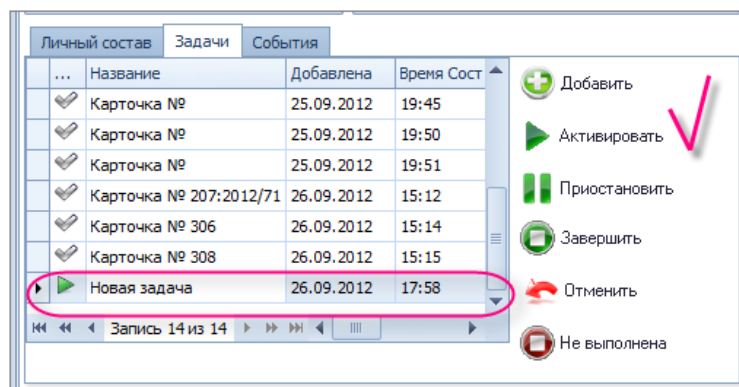 Личный состав Задачи События
... Название Добавлена Время Сост
Карточка № 25.09.2012 19:45
Карточка № 25.09.2012 19:50
Карточка № 25.09.2012 19:51
Карточка № 207:2012/71 26.09.2012 15:12
Карточка № 306 26.09.2012 15:14
Карточка № 308 26.09.2012 15:15
Новая задача 26.09.2012 17:58
Запись 14 из 14
Добавить
Активировать
Приостановить
Завершить
Отменить
Не выполнена